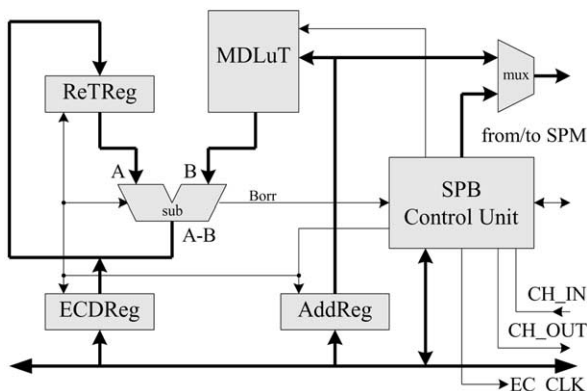 MDLuT
mux
ReTReg
from/to SPM
A
B
SPB
Control Unit
sub
Borr
A-B
CH_IN
ECDReg
AddReg
CH_OUT
EC_CLK